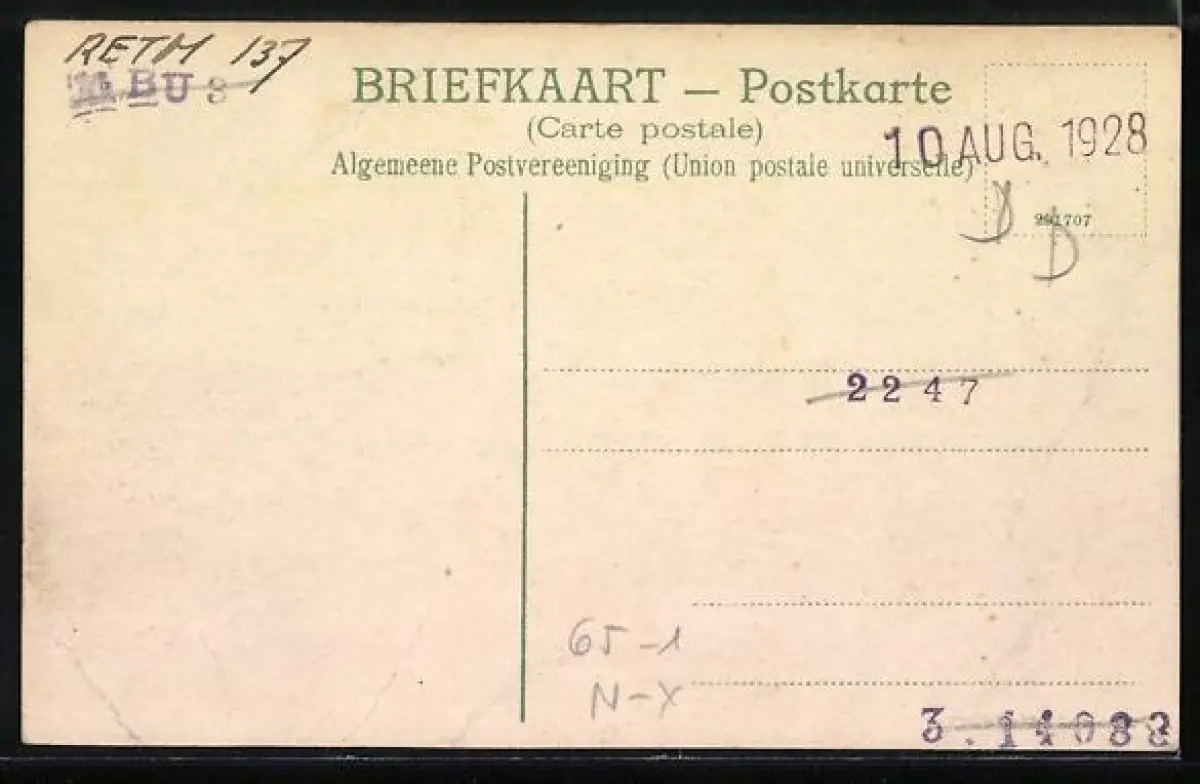 RETM 137
BU 3
BRIEFKAART — Postkarte
(Carte postale)
Algemeene Postvereeniging (Union postale universelle)
10 AUG. 1928
D
D
2247
65-1
N-X
3.